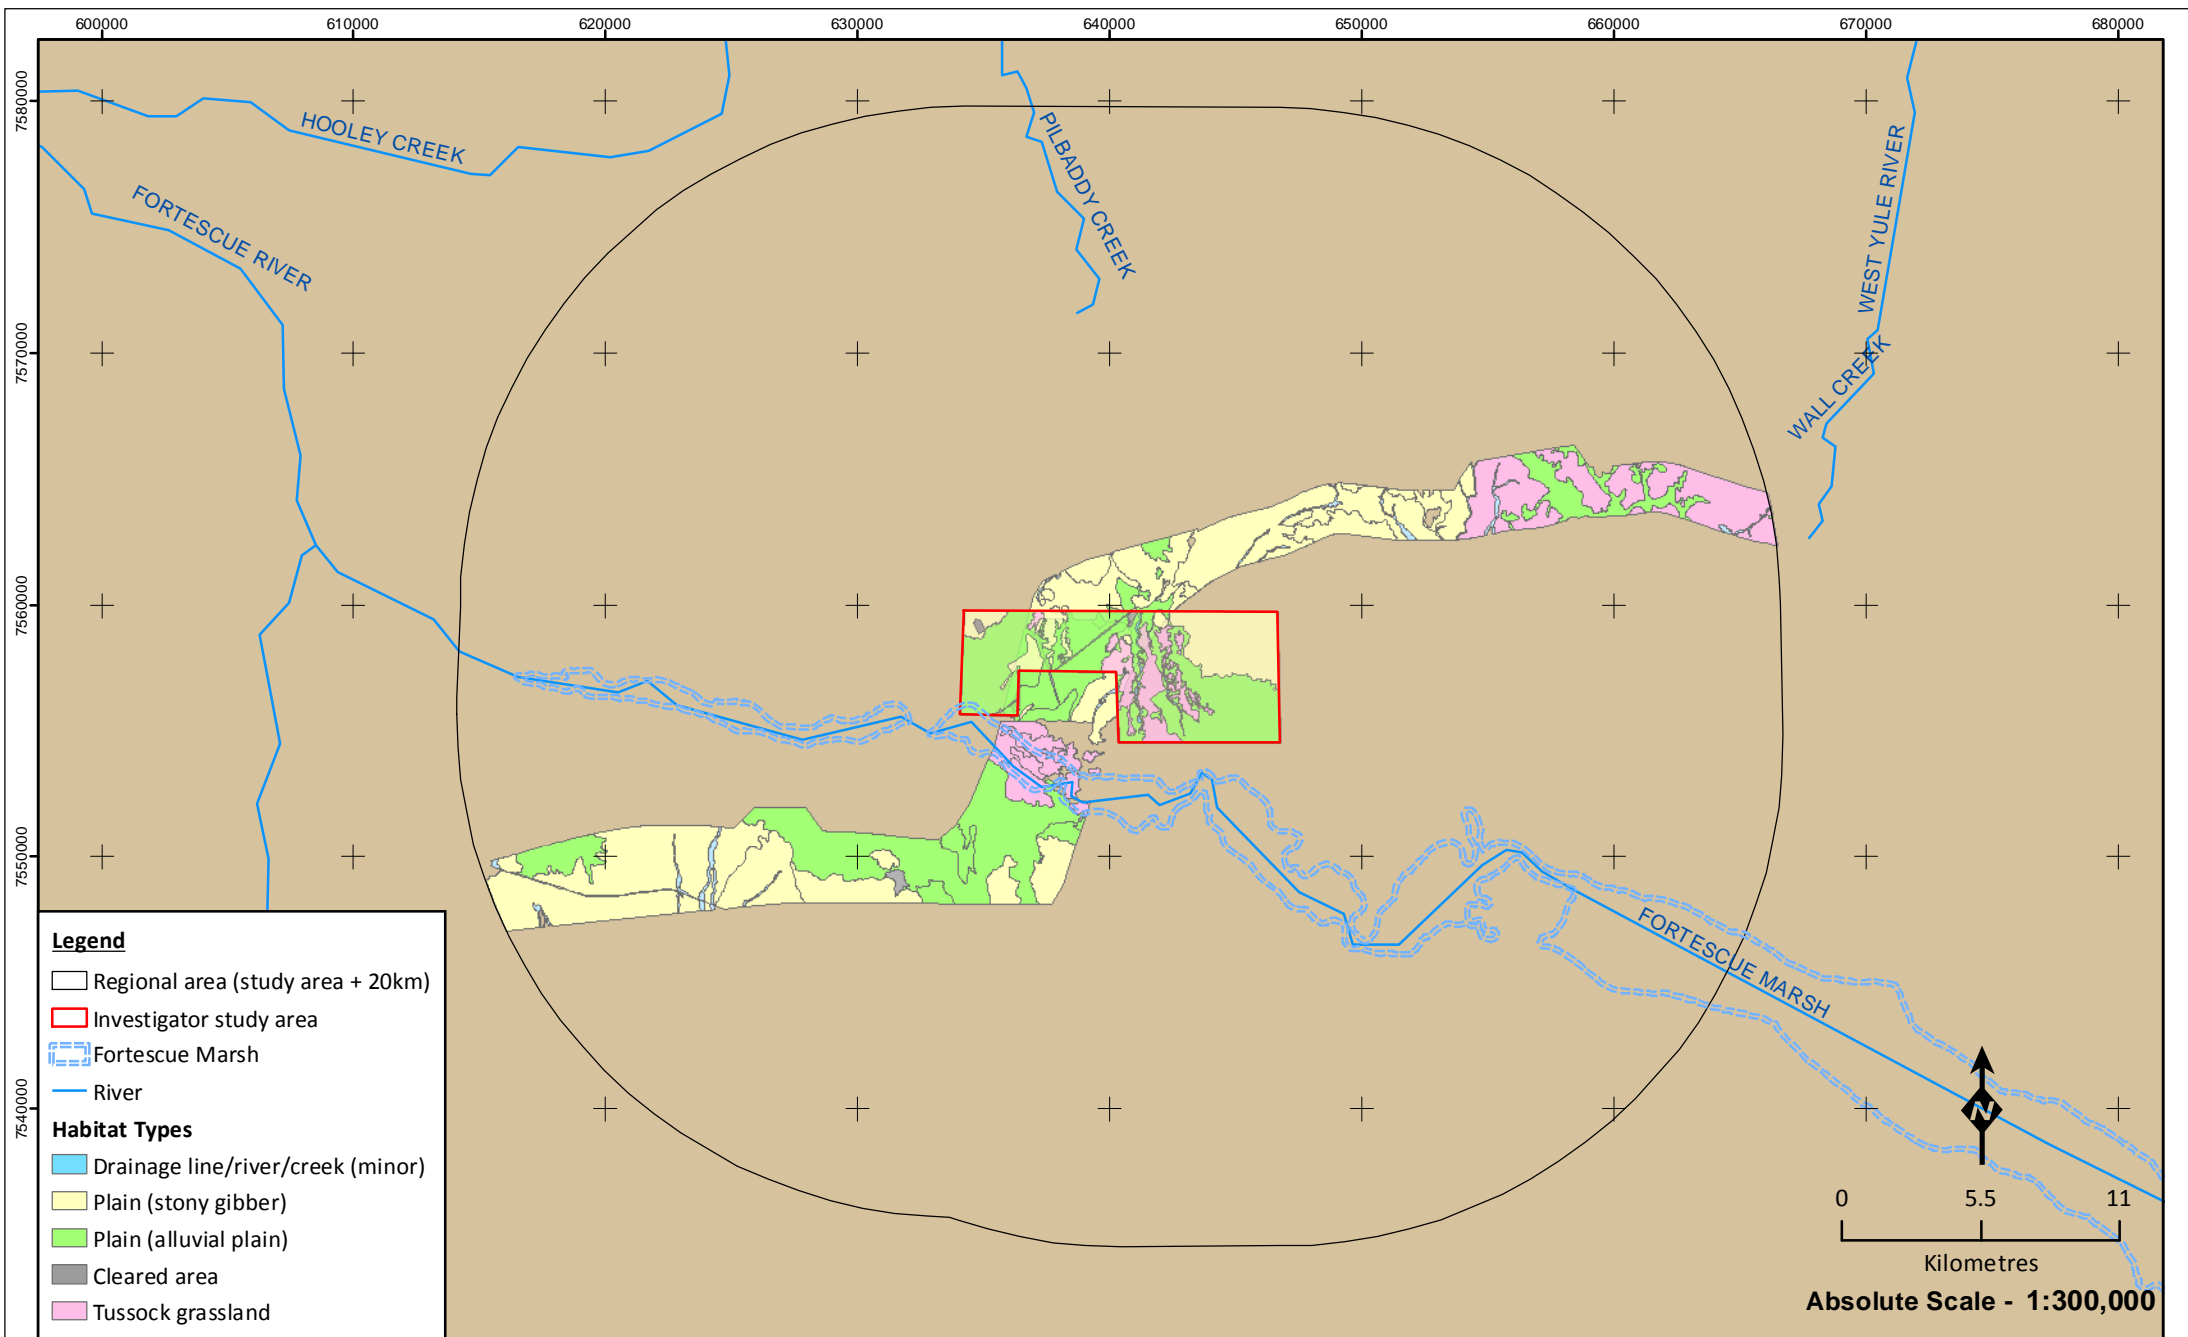 600000 610000 620000 630000 640000 650000 660000 670000 680000
7580000
7570000
7560000
7550000
7540000
HOOLEY CREEK
FORTESCUE RIVER
PILBADDY CREEK
WEST YULE RIVER
WALL CREEK
FORTESCUE MARSH
Legend
Regional area (study area + 20km)
Investigator study area
Fortescue Marsh
River
Habitat Types
Drainage line/river/creek (minor)
Plain (stony gibber)
Plain (alluvial plain)
Cleared area
Tussock grassland
N
0 5.5 11
Kilometres
Absolute Scale - 1:300,000